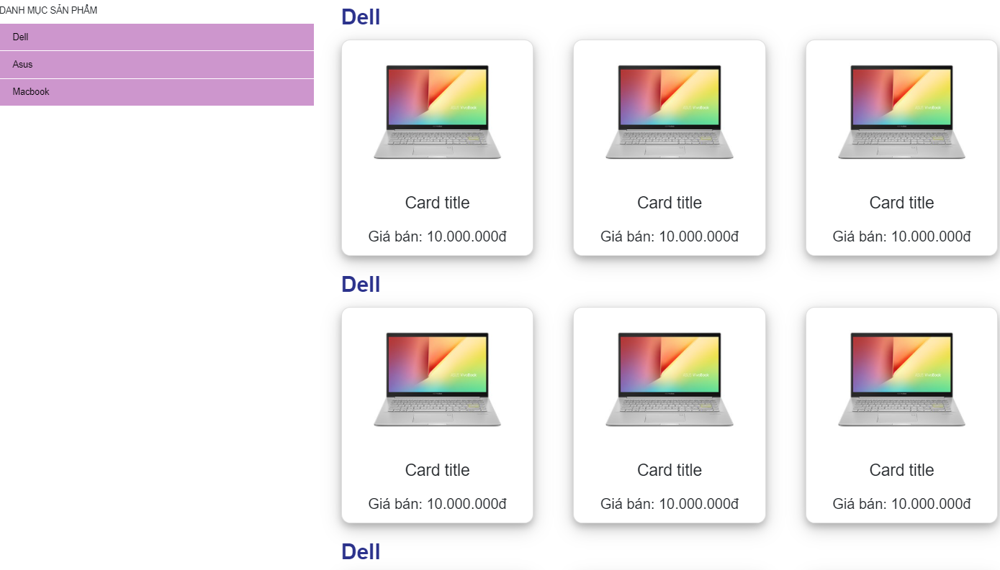 DANH MỤC SẢN PHẨM
Dell
Asus
Macbook
Dell
Card title
Giá bán: 10.000.000đ
Card title
Giá bán: 10.000.000đ
Card title
Giá bán: 10.000.000đ
Dell
Card title
Giá bán: 10.000.000đ
Card title
Giá bán: 10.000.000đ
Card title
Giá bán: 10.000.000đ
Dell